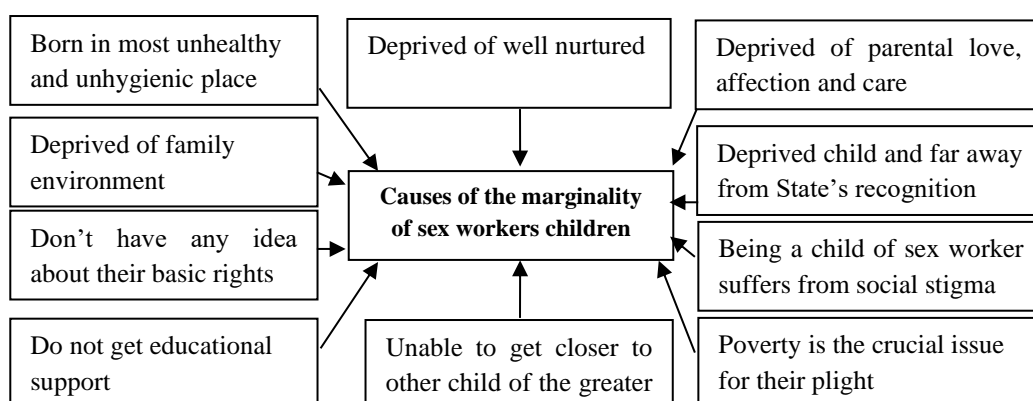 Born in most unhealthy
and unhygienic place
Deprived of well nurtured
Deprived of parental love,
affection and care
Deprived of family
environment
Causes of the marginality
of sex workers children
Deprived child and far away
from State's recognition
Don't have any idea
about their basic rights
Being a child of sex worker
suffers from social stigma
Do not get educational
support
Unable to get closer to
other child of the greater
Poverty is the crucial issue
for their plight